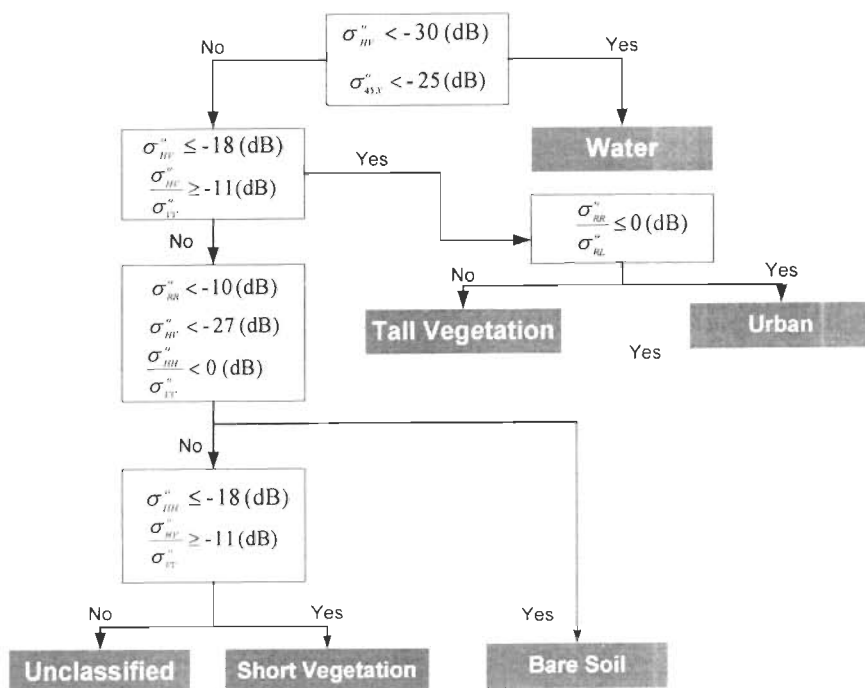 No
σ°HV < -30 (dB)
σ°45X < -25 (dB)
Yes
Water
σ°HV ≤ -18 (dB)
σ°HV / σ°VV ≥ -11 (dB)
Yes
σ°RR / σ°RL ≤ 0 (dB)
No
No
Yes
Tall Vegetation
Urban
σ°RR < -10 (dB)
σ°HV < -27 (dB)
σ°HH / σ°VV < 0 (dB)
Yes
No
σ°HH ≤ -18 (dB)
σ°HV / σ°VV ≥ -11 (dB)
No
Yes
Yes
Unclassified
Short Vegetation
Bare Soil